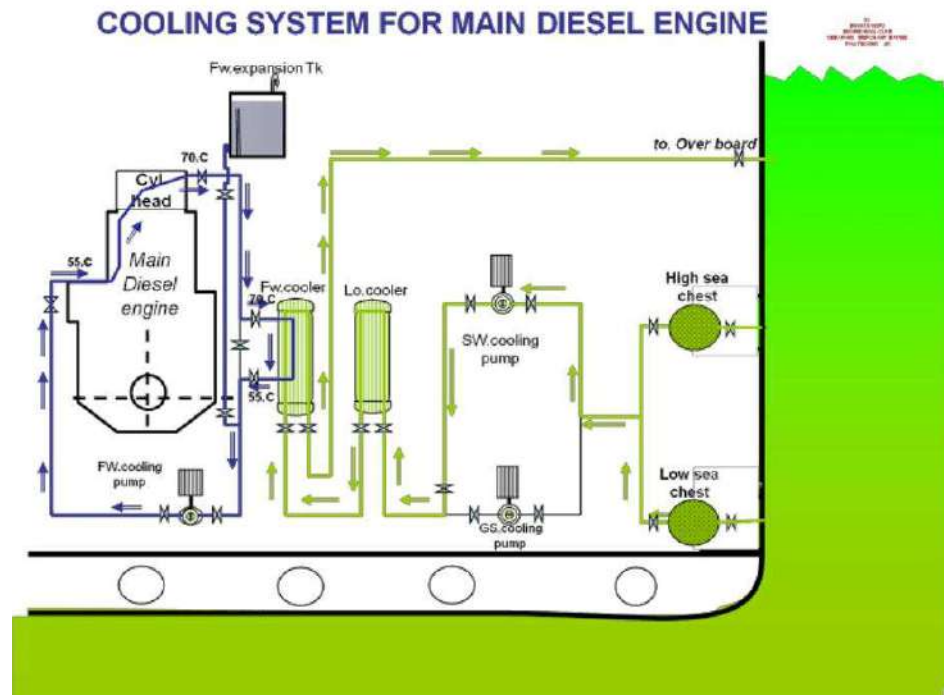 COOLING SYSTEM FOR MAIN DIESEL ENGINE
Fw.expansion Tk
to. Over board
70.C
Cyl
head
55.C
Main
Diesel
engine
Fw.cooler
70.C
Lo.cooler
High sea
chest
SW.cooling
pump
55.C
FW.cooling
pump
Low sea
chest
GS.cooling
pump